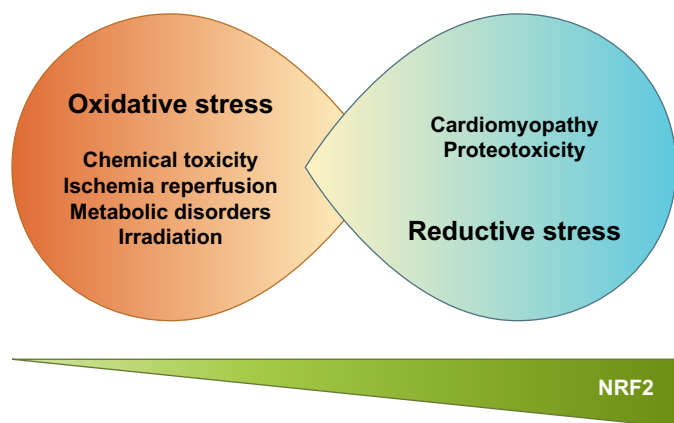 Oxidative stress
Chemical toxicity
Ischemia reperfusion
Metabolic disorders
Irradiation
Cardiomyopathy
Proteotoxicity
Reductive stress
NRF2